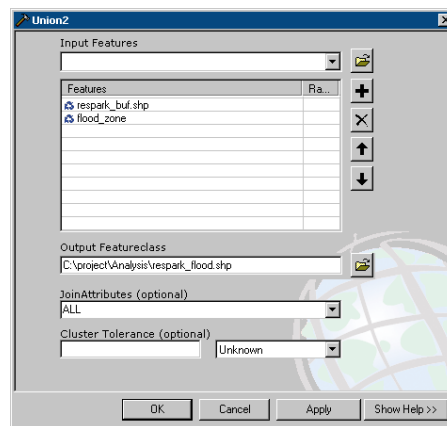 Union2
Input Features
Features Ra...
respark_buf.shp
flood_zone
Output Featureclass
C:\project\Analysis\respark_flood.shp
JoinAttributes (optional)
ALL
Cluster Tolerance (optional)
Unknown
OK Cancel Apply Show Help >>